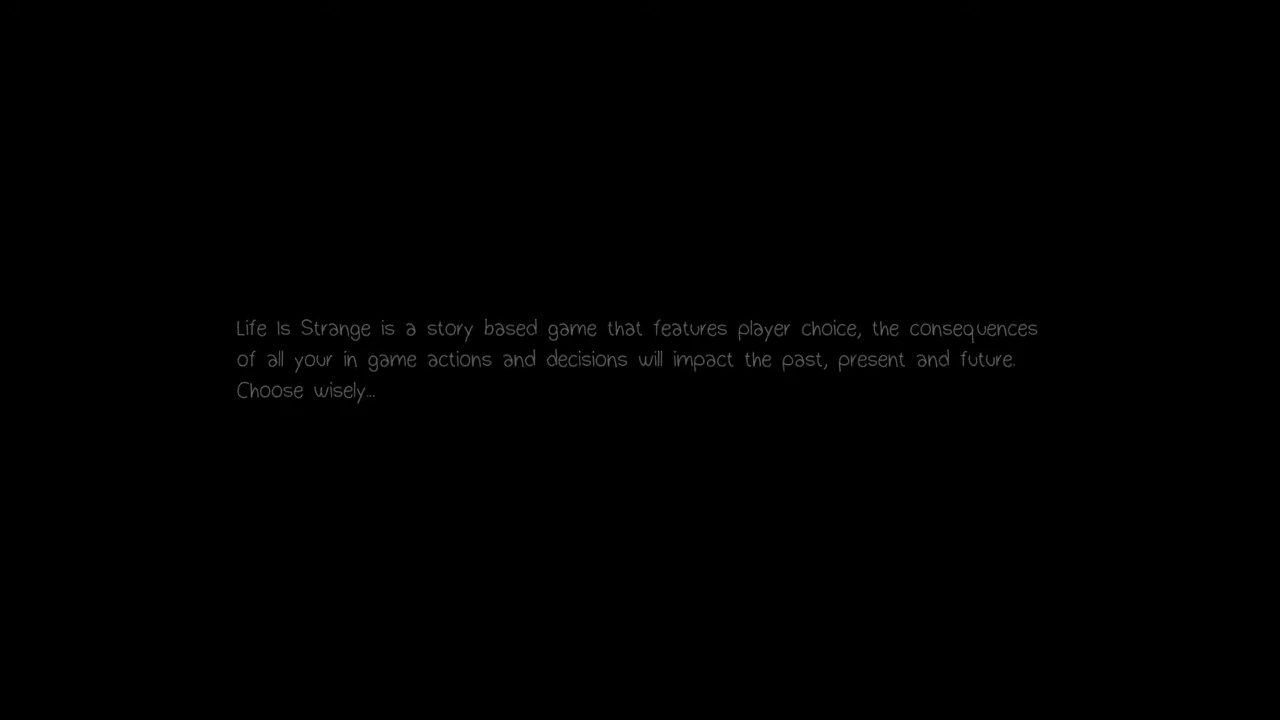 Life Is Strange is a story based game that features player choice, the consequences
of all your in game actions and decisions will impact the past, present and future.
Choose wisely...